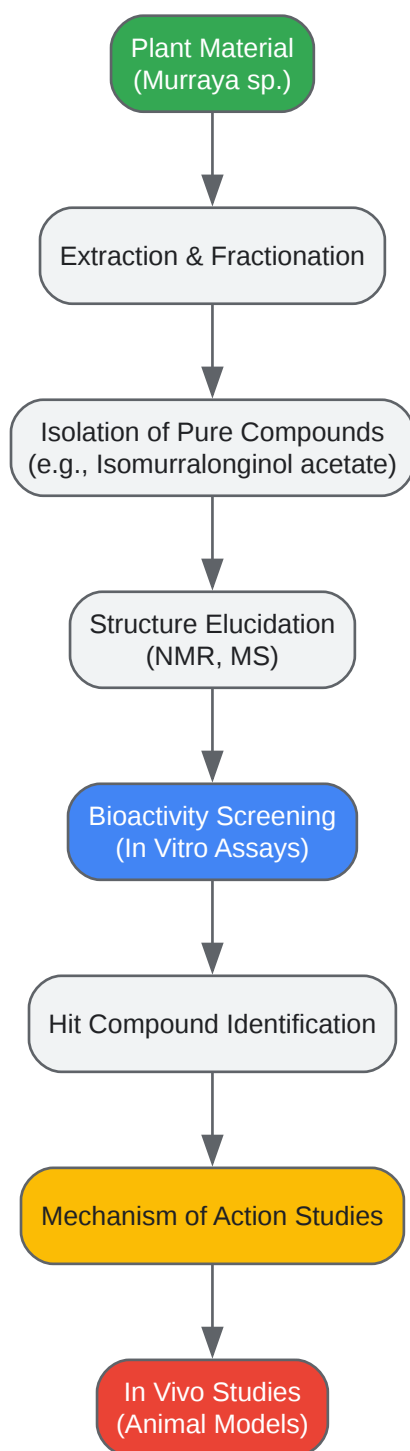 Plant Material
(Murraya sp.)
Extraction & Fractionation
Isolation of Pure Compounds
(e.g., Isomurralonginol acetate)
Structure Elucidation
(NMR, MS)
Bioactivity Screening
(In Vitro Assays)
Hit Compound Identification
Mechanism of Action Studies
In Vivo Studies
(Animal Models)